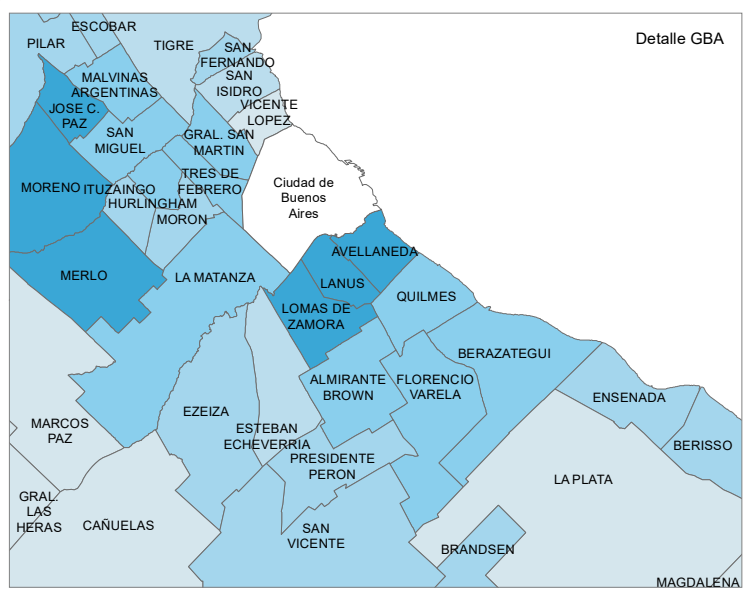 ESCOBAR
PILAR
TIGRE
Detalle GBA
SAN
FERNANDO
MALVINAS
ARGENTINAS
SAN
ISIDRO
JOSE C.
PAZ
VICENTE
LOPEZ
SAN
MIGUEL
GRAL. SAN
MARTIN
TRES DE
FEBRERO
Ciudad de
Buenos
Aires
MORENO
ITUZAINGO
HURLINGHAM
MORON
AVELLANEDA
MERLO
LA MATANZA
LANUS
QUILMES
LOMAS DE
ZAMORA
BERAZATEGUI
ALMIRANTE
BROWN
FLORENCIO
VARELA
ENSENADA
EZEIZA
MARCOS
PAZ
ESTEBAN
ECHEVERRIA
BERISSO
PRESIDENTE
PERON
LA PLATA
GRAL.
LAS
HERAS
CAÑUELAS
SAN
VICENTE
BRANDSEN
MAGDALENA